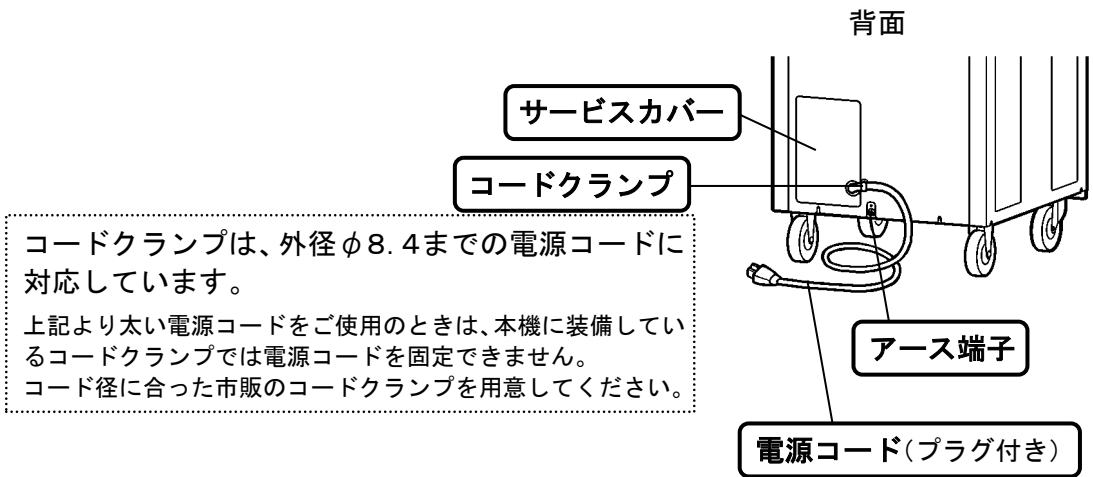 背面
サービスカバー
コードクランプ
コードクランプは、外径φ8.4までの電源コードに
対応しています。
上記より太い電源コードをご使用のときは、本機に装備してい
るコードクランプでは電源コードを固定できません。
コード径に合った市販のコードクランプを用意してください。
アース端子
電源コード（プラグ付き）